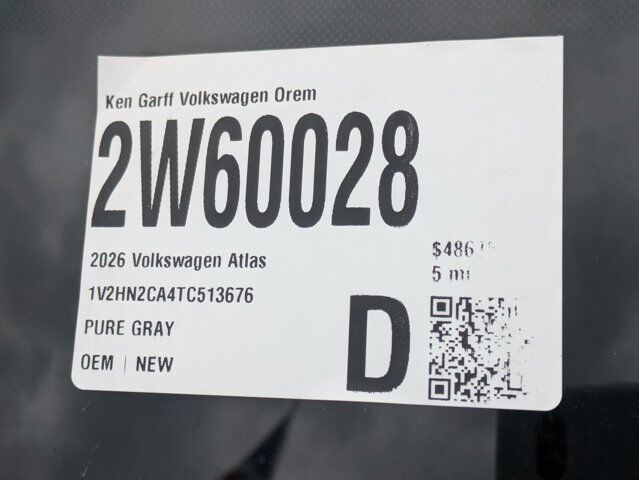 Ken Garff Volkswagen Orem
2W60028
2026 Volkswagen Atlas
1V2HN2CA4TC513676
PURE GRAY
OEM | NEW
5 mi
D